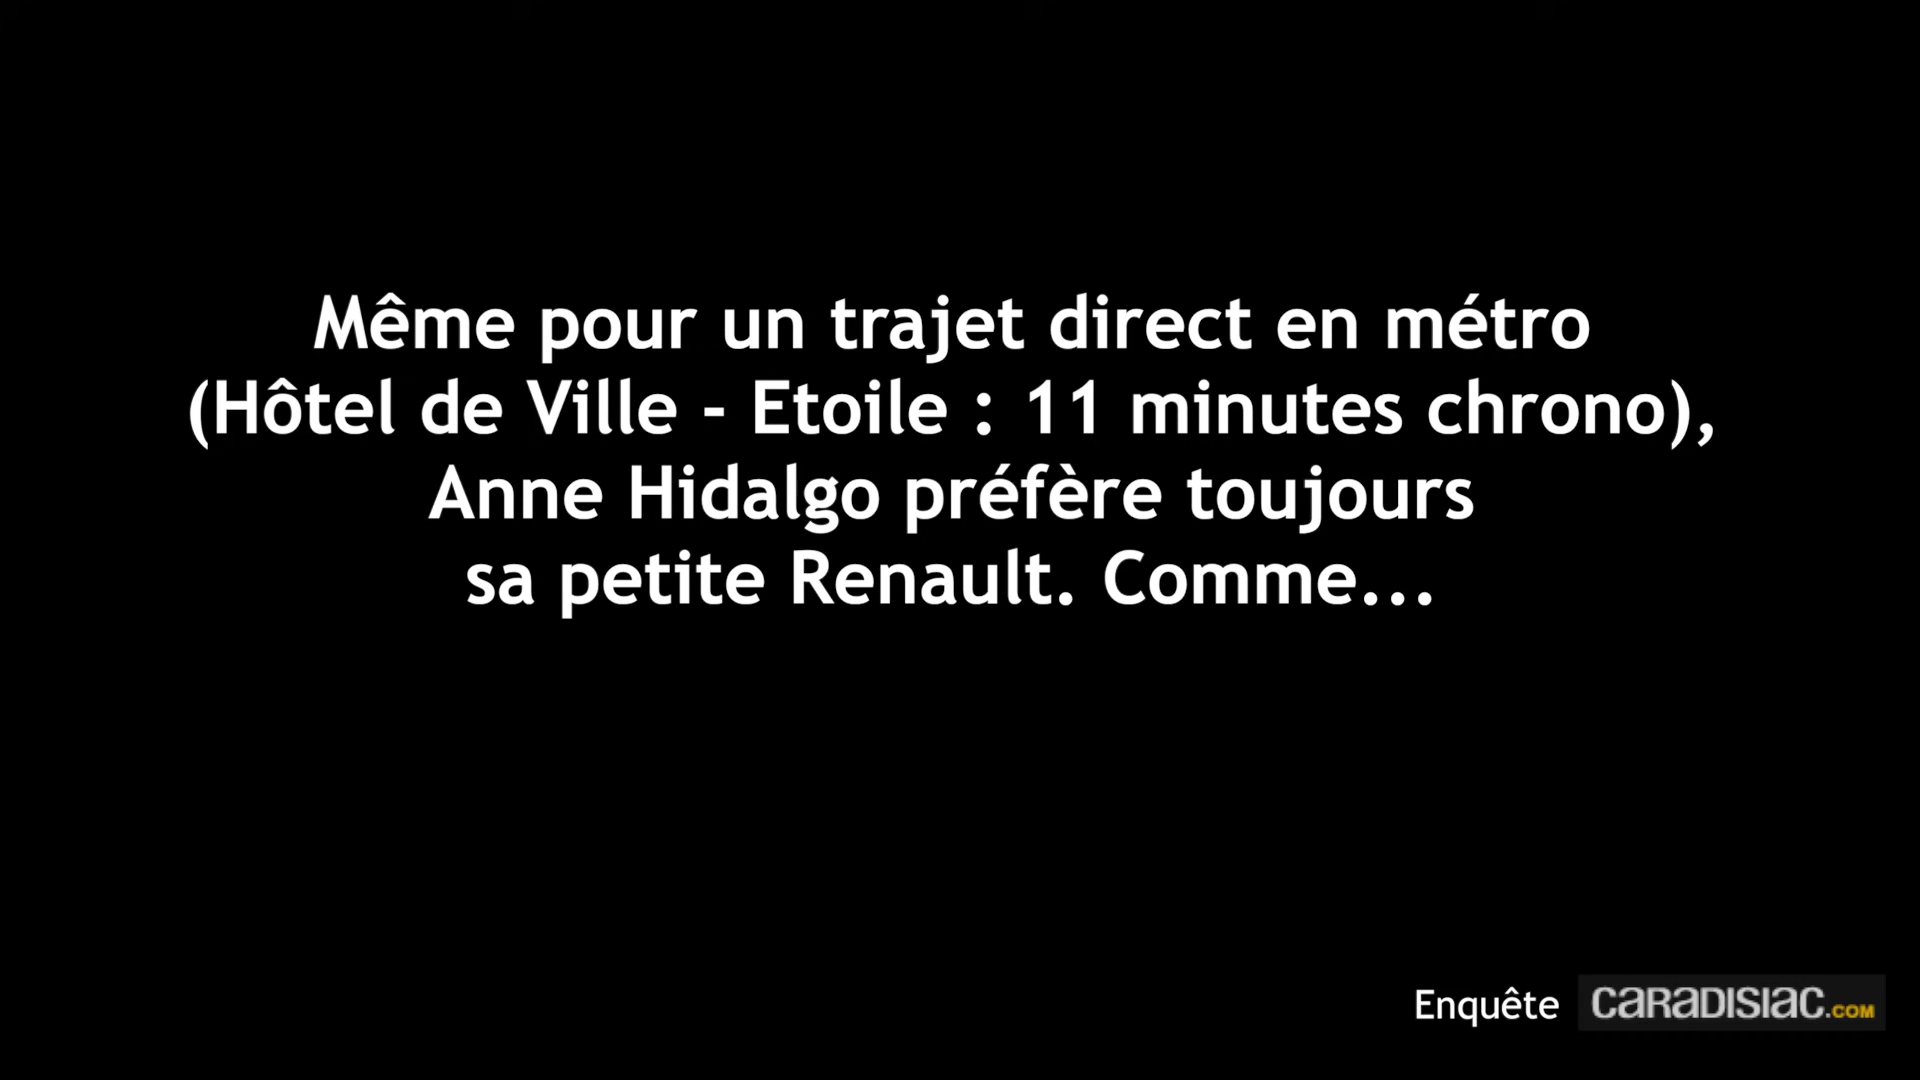 Même pour un trajet direct en métro
(Hôtel de Ville - Etoile : 11 minutes chrono),
Anne Hidalgo préfère toujours
sa petite Renault. Comme...
Enquête CARADISIAC.COM